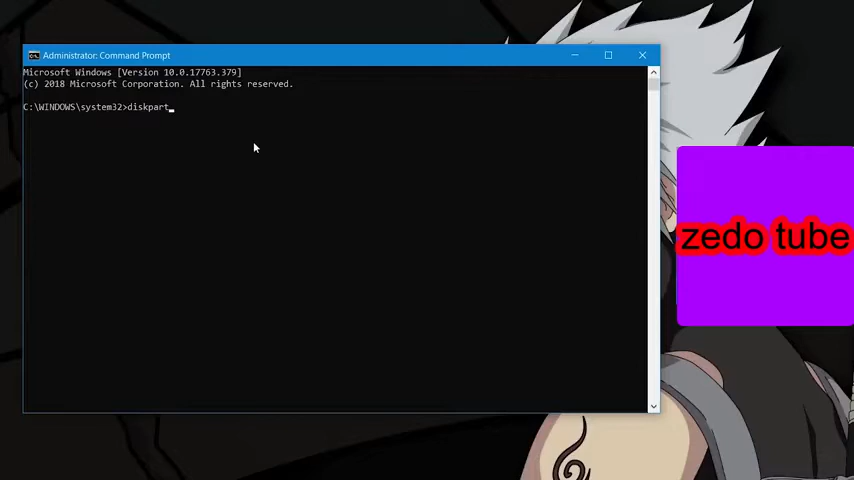 Administrator: Command Prompt
Microsoft Windows [Version 10.0.17763.379]
(c) 2018 Microsoft Corporation. All rights reserved.
C:\WINDOWS\system32>diskpart
zedo tube